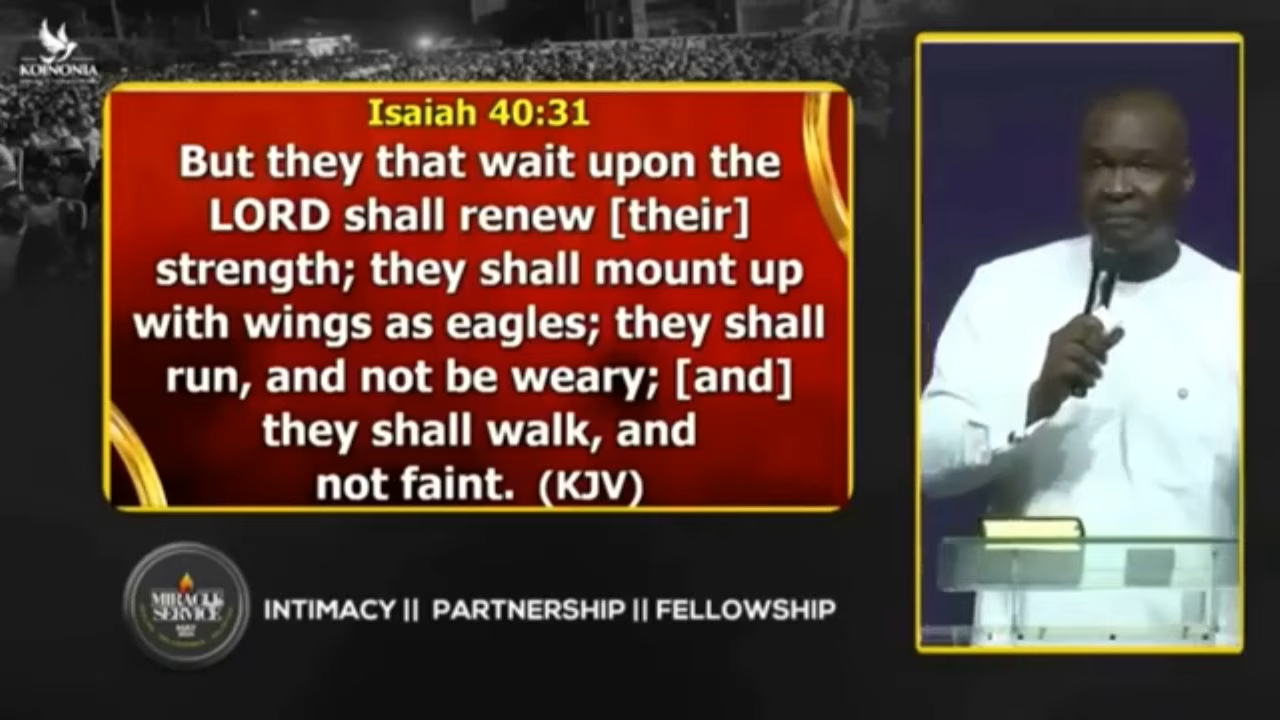 KOINONIA
Isaiah 40:31
But they that wait upon the
LORD shall renew [their]
strength; they shall mount up
with wings as eagles; they shall
run, and not be weary; [and]
they shall walk, and
not faint. (KJV)
MIRACLE
SERVICE
INTIMACY || PARTNERSHIP || FELLOWSHIP